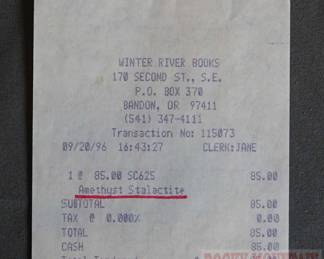 WINTER RIVER BOOKS
170 SECOND ST., S.E.
P.O. BOX 370
BANDON, OR 97411
(541) 347-4111
Transaction No: 115073
09/20/96 16:43:27 CLERK:JANE
1 @ 85.00 SC625 85.00
Amethyst Stalactite
SUBTOTAL 85.00
TAX @ 0.000% 0.00
TOTAL 85.00
CASH 85.00
ROCKY MOUNTAIN